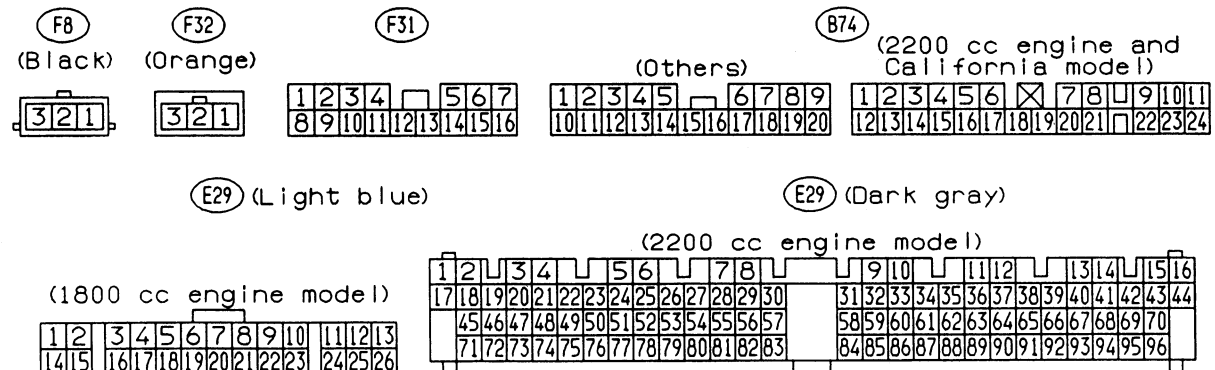 F8 F32 F31 B74
(Black) (Orange) (Others) (2200 cc engine and
California model)
3 2 1
3 2 1
1 2 3 4 5 6 7
8 9 10 11 12 13 14 15 16
1 2 3 4 5 6 7 8 9
10 11 12 13 14 15 16 17 18 19 20
1 2 3 4 5 6 7 8 9 10 11
12 13 14 15 16 17 18 19 20 21 22 23 24
E29 (Light blue)
E29 (Dark gray)
(1800 cc engine model)
1 2 3 4 5 6 7 8 9 10 11 12 13
14 15 16 17 18 19 20 21 22 23 24 25 26
(2200 cc engine model)
1 2 3 4 5 6 7 8 9 10 11 12 13 14 15 16
17 18 19 20 21 22 23 24 25 26 27 28 29 30 31 32 33 34 35 36 37 38 39 40 41 42 43 44
45 46 47 48 49 50 51 52 53 54 55 56 57 58 59 60 61 62 63 64 65 66 67 68 69 70
71 72 73 74 75 76 77 78 79 80 81 82 83 84 85 86 87 88 89 90 91 92 93 94 95 96